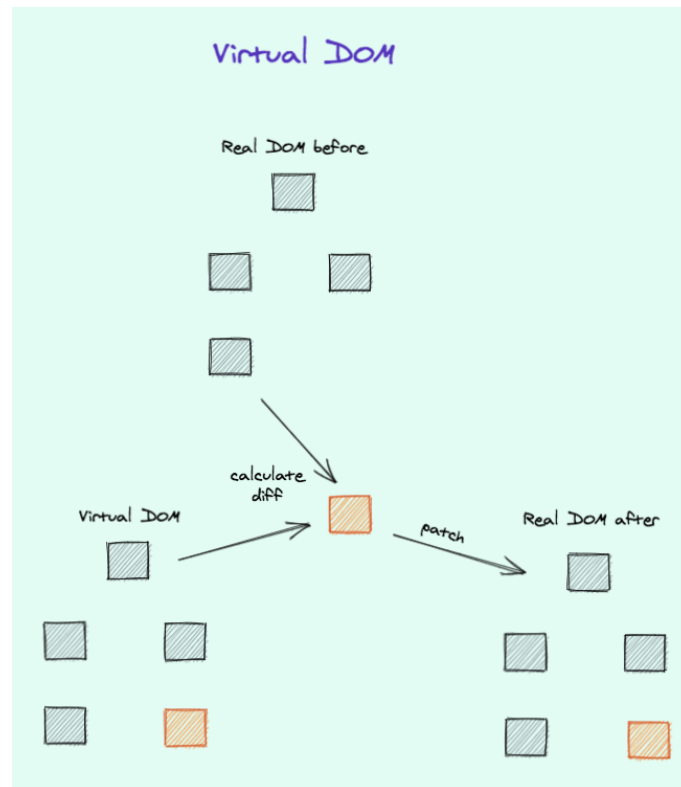 Virtual DOM
Real DOM before
calculate
diff
Virtual DOM
patch
Real DOM after